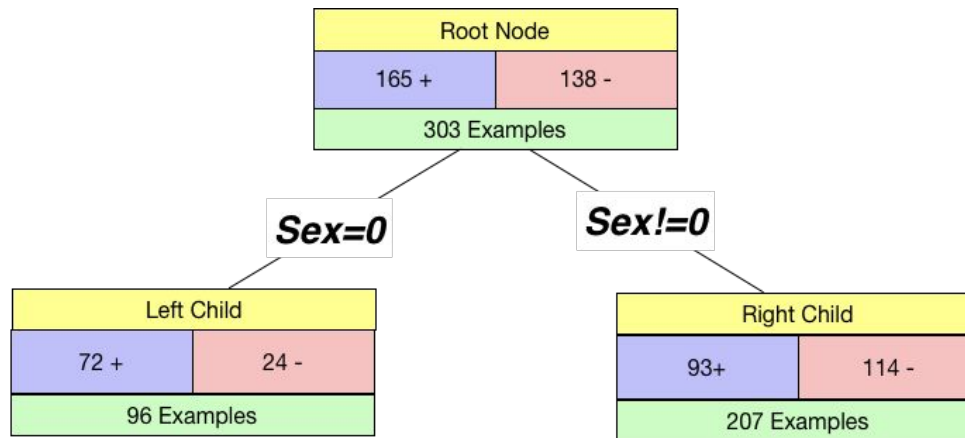 Root Node
165 + 138 -
303 Examples
Sex=0 Sex!=0
Left Child
72 + 24 -
96 Examples
Right Child
93+ 114 -
207 Examples